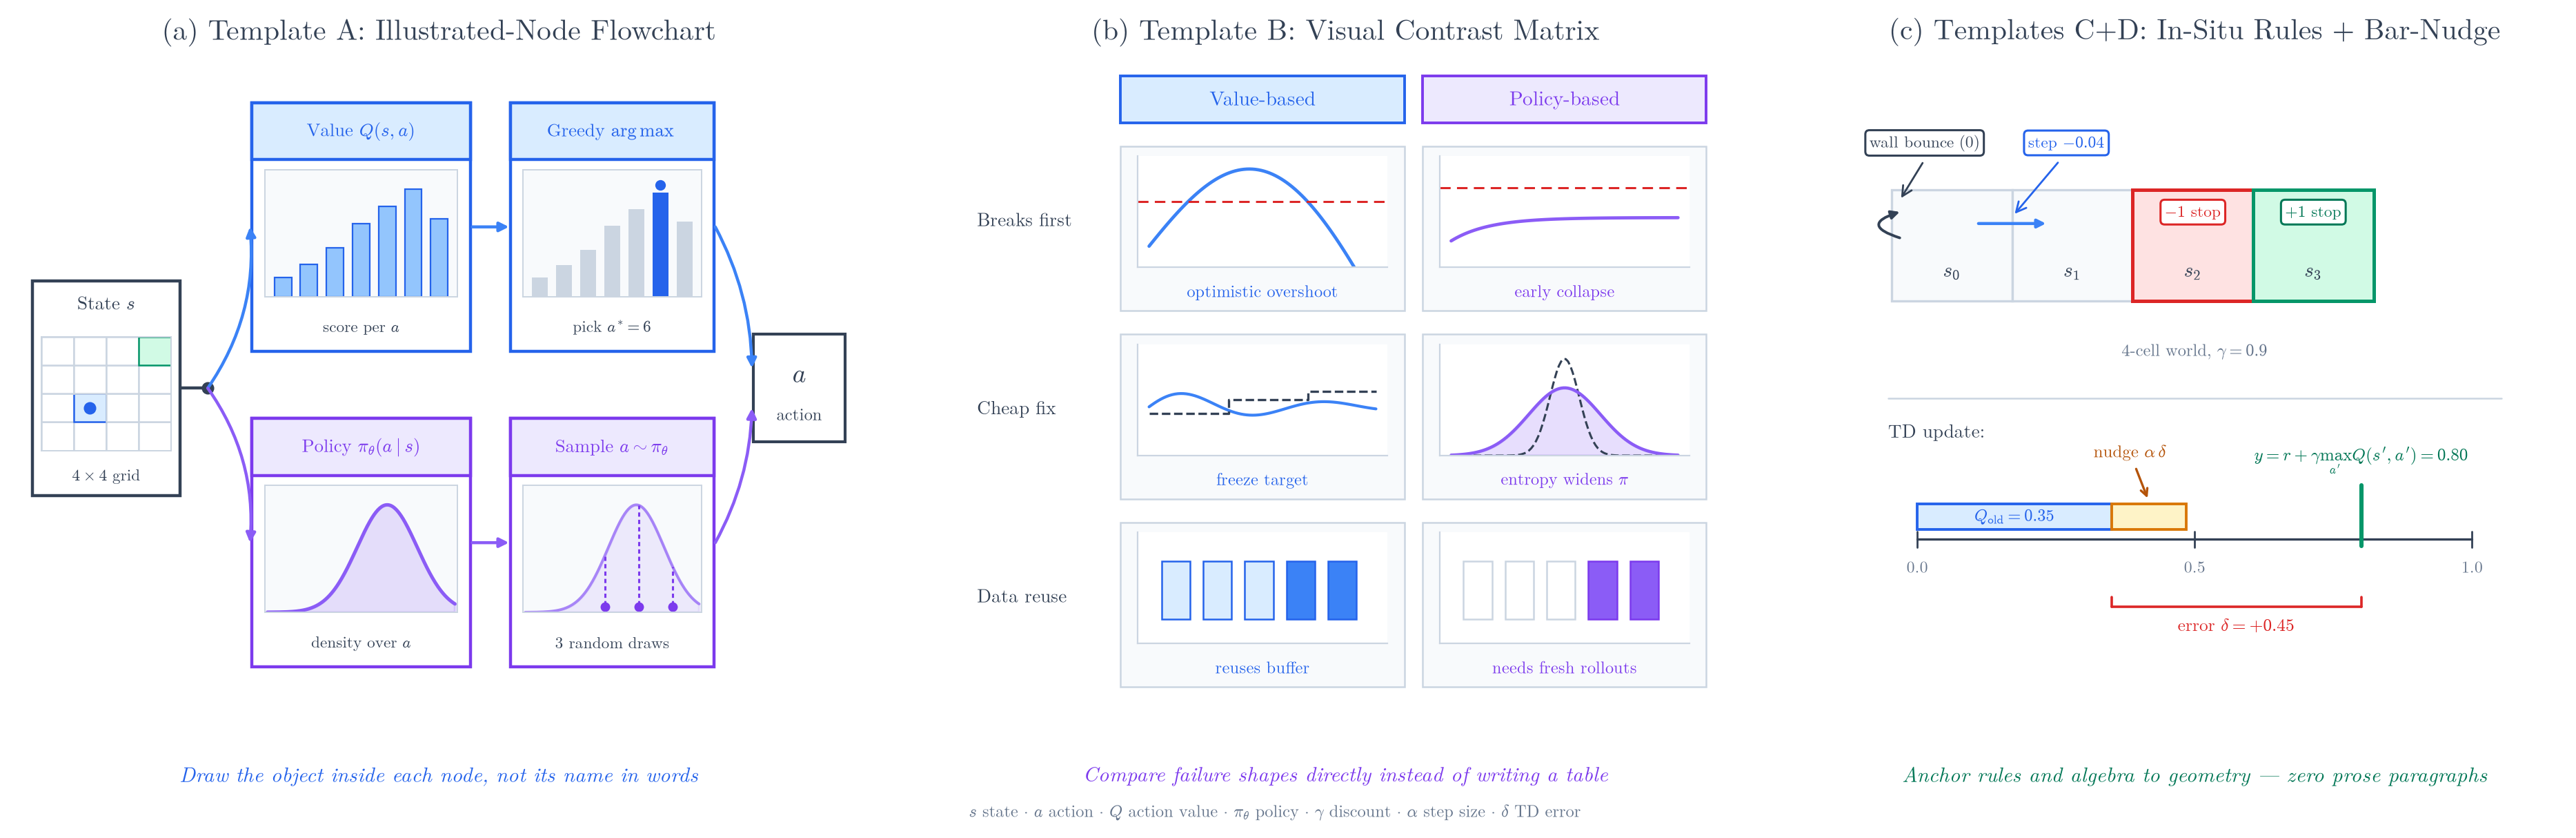 (a) Template A: Illustrated-Node Flowchart
State s
4 × 4 grid
Value Q(s, a)
score per a
Greedy arg max
pick a* = 6
Policy πθ(a | s)
density over a
Sample a ∼ πθ
3 random draws
a
action
Draw the object inside each node, not its name in words
(b) Template B: Visual Contrast Matrix
Value-based
Policy-based
Breaks first
optimistic overshoot
early collapse
Cheap fix
freeze target
entropy widens π
Data reuse
reuses buffer
needs fresh rollouts
Compare failure shapes directly instead of writing a table
s state · a action · Q action value · πθ policy · γ discount · α step size · δ TD error
(c) Templates C+D: In-Situ Rules + Bar-Nudge
wall bounce (0)
step −0.04
−1 stop
+1 stop
s0
s1
s2
s3
4-cell world, γ = 0.9
TD update:
nudge α δ
y = r + γ max a′ Q(s′, a′) = 0.80
Qold = 0.35
0.0
0.5
1.0
error δ = +0.45
Anchor rules and algebra to geometry — zero prose paragraphs